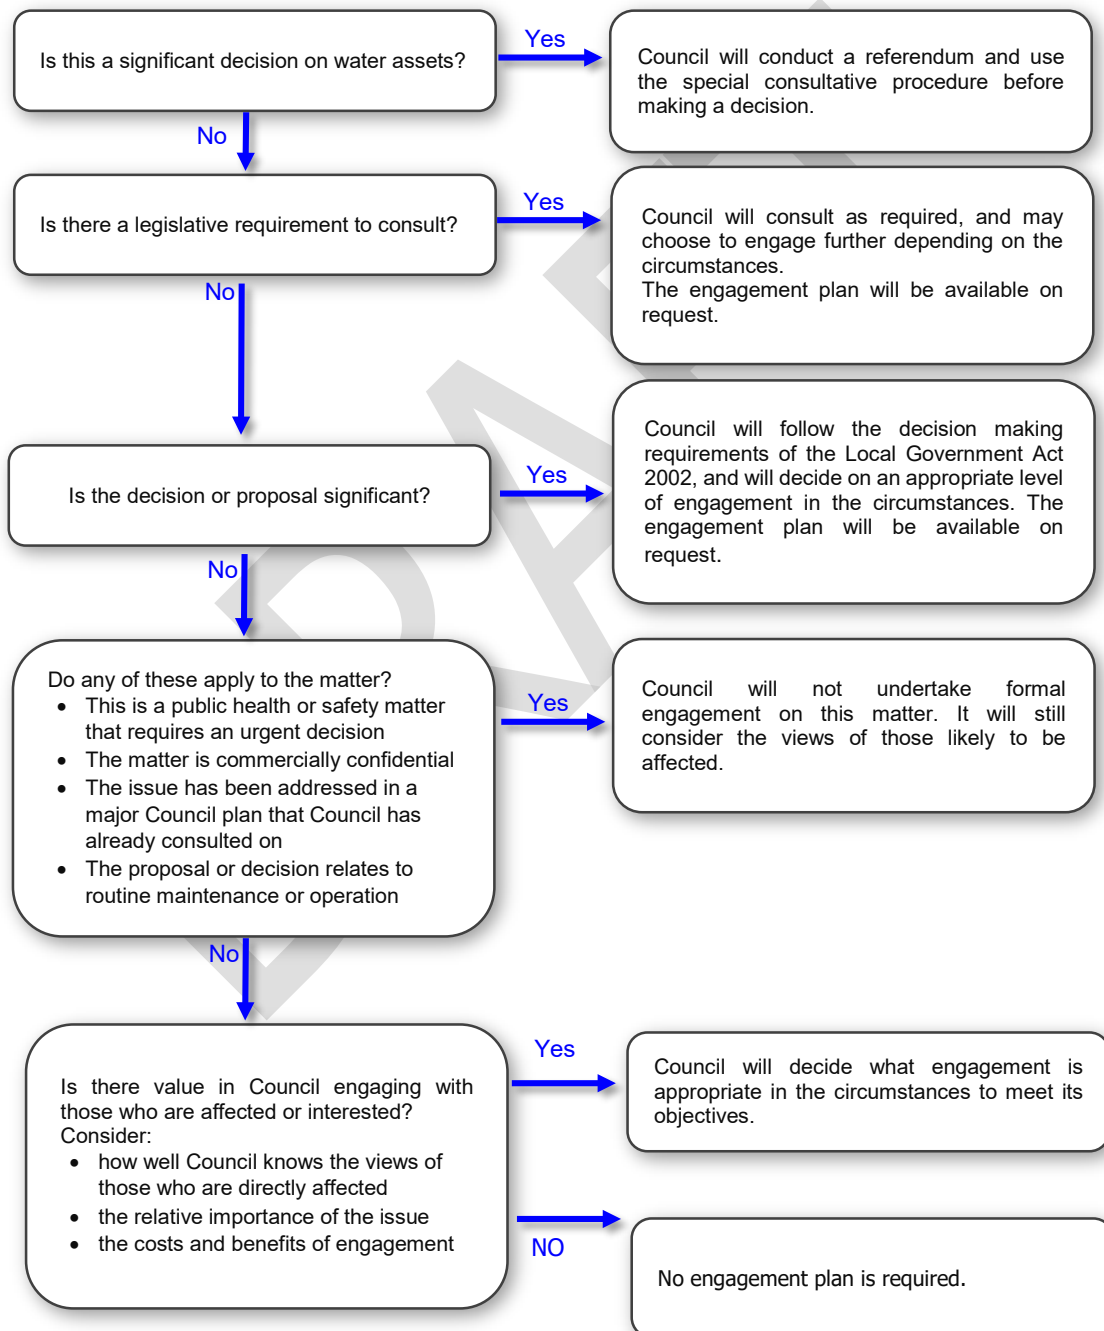 Is this a significant decision on water assets?
Yes
Council will conduct a referendum and use
the special consultative procedure before
making a decision.
No
Is there a legislative requirement to consult?
Yes
Council will consult as required, and may
choose to engage further depending on the
circumstances.
The engagement plan will be available on
request.
No
Is the decision or proposal significant?
Yes
Council will follow the decision making
requirements of the Local Government Act
2002, and will decide on an appropriate level
of engagement in the circumstances. The
engagement plan will be available on
request.
No
Do any of these apply to the matter?
• This is a public health or safety matter
that requires an urgent decision
• The matter is commercially confidential
• The issue has been addressed in a
major Council plan that Council has
already consulted on
• The proposal or decision relates to
routine maintenance or operation
Yes
Council will not undertake formal
engagement on this matter. It will still
consider the views of those likely to be
affected.
No
Is there value in Council engaging with
those who are affected or interested?
Consider:
• how well Council knows the views of
those who are directly affected
• the relative importance of the issue
• the costs and benefits of engagement
Yes
Council will decide what engagement is
appropriate in the circumstances to meet its
objectives.
NO
No engagement plan is required.
DRAFT